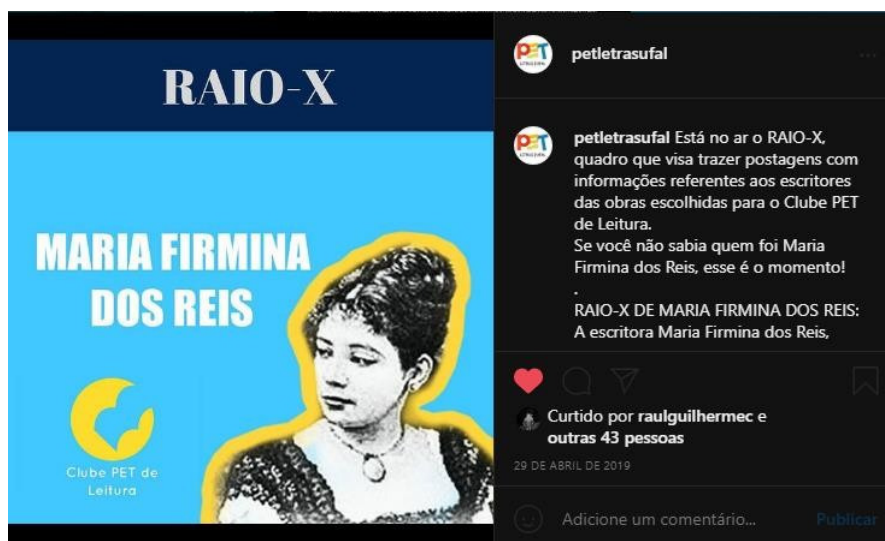 RAIO-X
MARIA FIRMINA
DOS REIS
Clube PET de
Leitura
PET
petletrasufal
PET
petletrasufal Está no ar o RAIO-X,
quadro que visa trazer postagens com
informações referentes aos escritores
das obras escolhidas para o Clube PET
de Leitura.
Se você não sabia quem foi Maria
Firmina dos Reis, esse é o momento!
.
RAIO-X DE MARIA FIRMINA DOS REIS:
A escritora Maria Firmina dos Reis,
Curtido por raulguilhermec e
outras 43 pessoas
29 DE ABRIL DE 2019
Adicione um comentário... Publicar